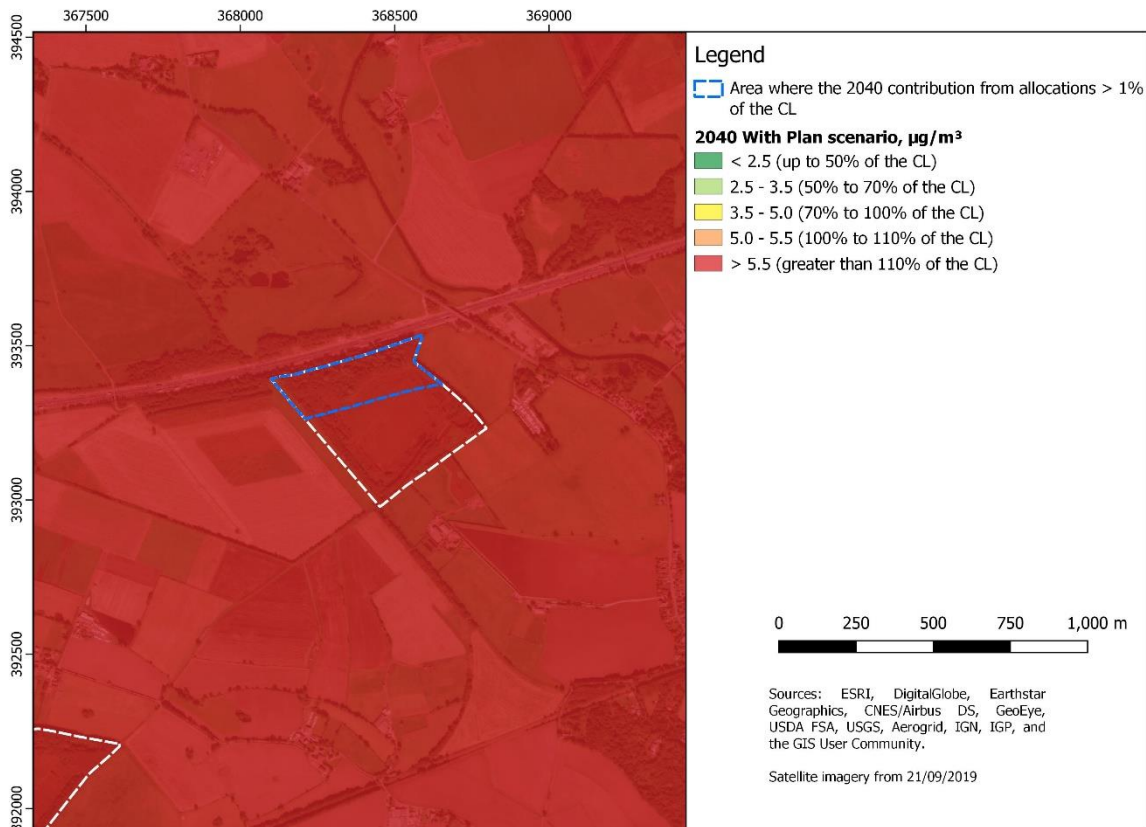 367500 368000 368500 369000
394500
394000
393500
393000
392500
392000
Legend
Area where the 2040 contribution from allocations > 1%
of the CL
2040 With Plan scenario, µg/m³
< 2.5 (up to 50% of the CL)
2.5 - 3.5 (50% to 70% of the CL)
3.5 - 5.0 (70% to 100% of the CL)
5.0 - 5.5 (100% to 110% of the CL)
> 5.5 (greater than 110% of the CL)
0 250 500 750 1,000 m
Sources: ESRI, DigitalGlobe, Earthstar
Geographics, CNES/Airbus DS, GeoEye,
USDA FSA, USGS, Aerogrid, IGN, IGP, and
the GIS User Community.
Satellite imagery from 21/09/2019